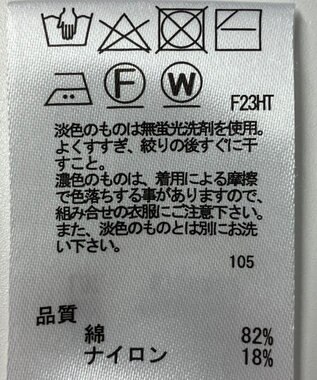 F W
F23HT
淡色のものは無蛍光洗剤を使用。
よくすすぎ、絞りの後すぐに干
すこと。
濃色のものは、着用による摩擦
で色落ちする事がありますので、
組み合せの衣服にご注意下さい。
また、淡色のものとは別にお洗
い下さい。
105
品質
綿 82%
ナイロン 18%